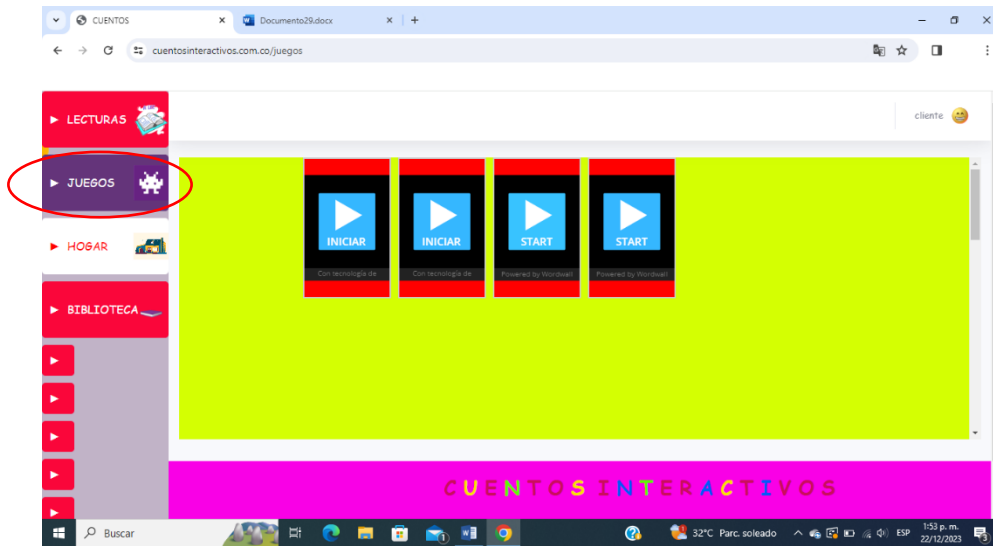 CUENTOS
Documento29.docx
cuentosinteractivos.com.co/juegos
LECTURAS
cliente
JUEGOS
INICIAR
INICIAR
START
START
Con tecnología de
Con tecnología de
Powered by Wordwall
Powered by Wordwall
HOGAR
BIBLIOTECA
CUENTOS INTERACTIVOS
Buscar
32°C Parc. soleado
ESP
1:53 p. m.
22/12/2023